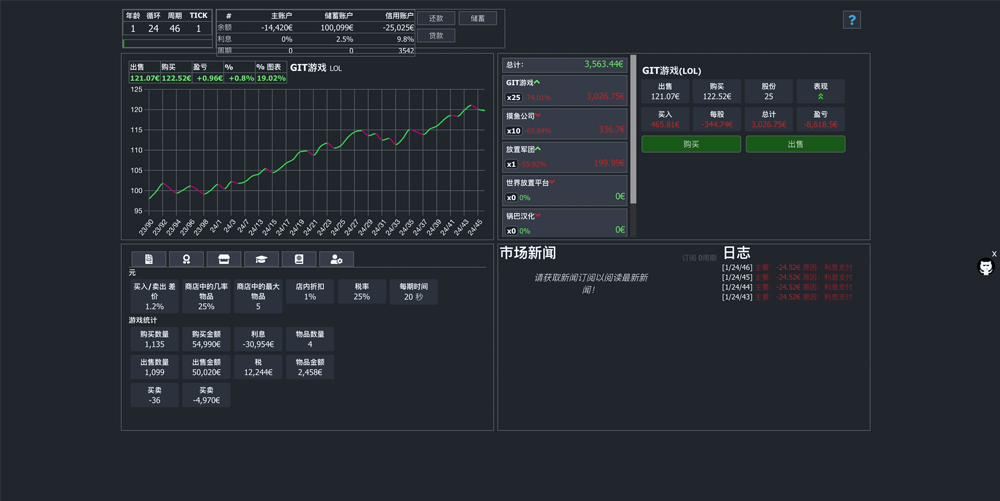 年龄 循环 周期 TICK
1 24 46 1
# 主账户 储蓄账户 信用账户
余额 -14,420€ 100,099€ -25,025€
利息 0% 2.5% 9.8%
周期 0 0 3542
还款 储蓄
贷款
?
出售 购买 盈亏 % % 图表
121.07€ 122.52€ +0.96€ +0.8% 19.02%
GIT游戏 LOL
125
120
115
110
105
100
95
23/90 23/92 23/94 23/96 23/98 24/1 24/3 24/7 24/13 24/15 24/17 24/19 24/21 24/23 24/25 24/27 24/29 24/31 24/33 24/35 24/37 24/39 24/41 24/43 24/45
总计: 3,563.44€
GIT游戏
x25 -74.01% 3,026.75€
摸鱼公司
x10 336.7€
放置军团
x1 199.99€
世界放置平台
x0 0% 0€
锅巴汉化
x0 0% 0€
GIT游戏(LOL)
出售 购买 股份 表现
121.07€ 122.52€ 25
买入 每股 总计 盈亏
465.81€ -344.74€ 3,026.75€ -8,618.5€
购买 出售
元
买入/卖出 差价 商店中的几率物品 商店中的最大物品 店内折扣 税率 每期时间
1.2% 25% 5 1% 25% 20 秒
游戏统计
购买数量 购买金额 利息 物品数量
1,135 54,990€ -30,954€ 4
出售数量 出售金额 税 物品金额
1,099 50,020€ 12,244€ 2,458€
买卖 买卖
-36 -4,970€
市场新闻
订阅 0周期
请获取新闻订阅以阅读最新新
闻！
日志
[1/24/46] 主要: -24.52€ 原因: 利息支付
[1/24/45] 主要: -24.52€ 原因: 利息支付
[1/24/44] 主要: -24.52€ 原因: 利息支付
[1/24/43] 主要: -24.52€ 原因: 利息支付
x